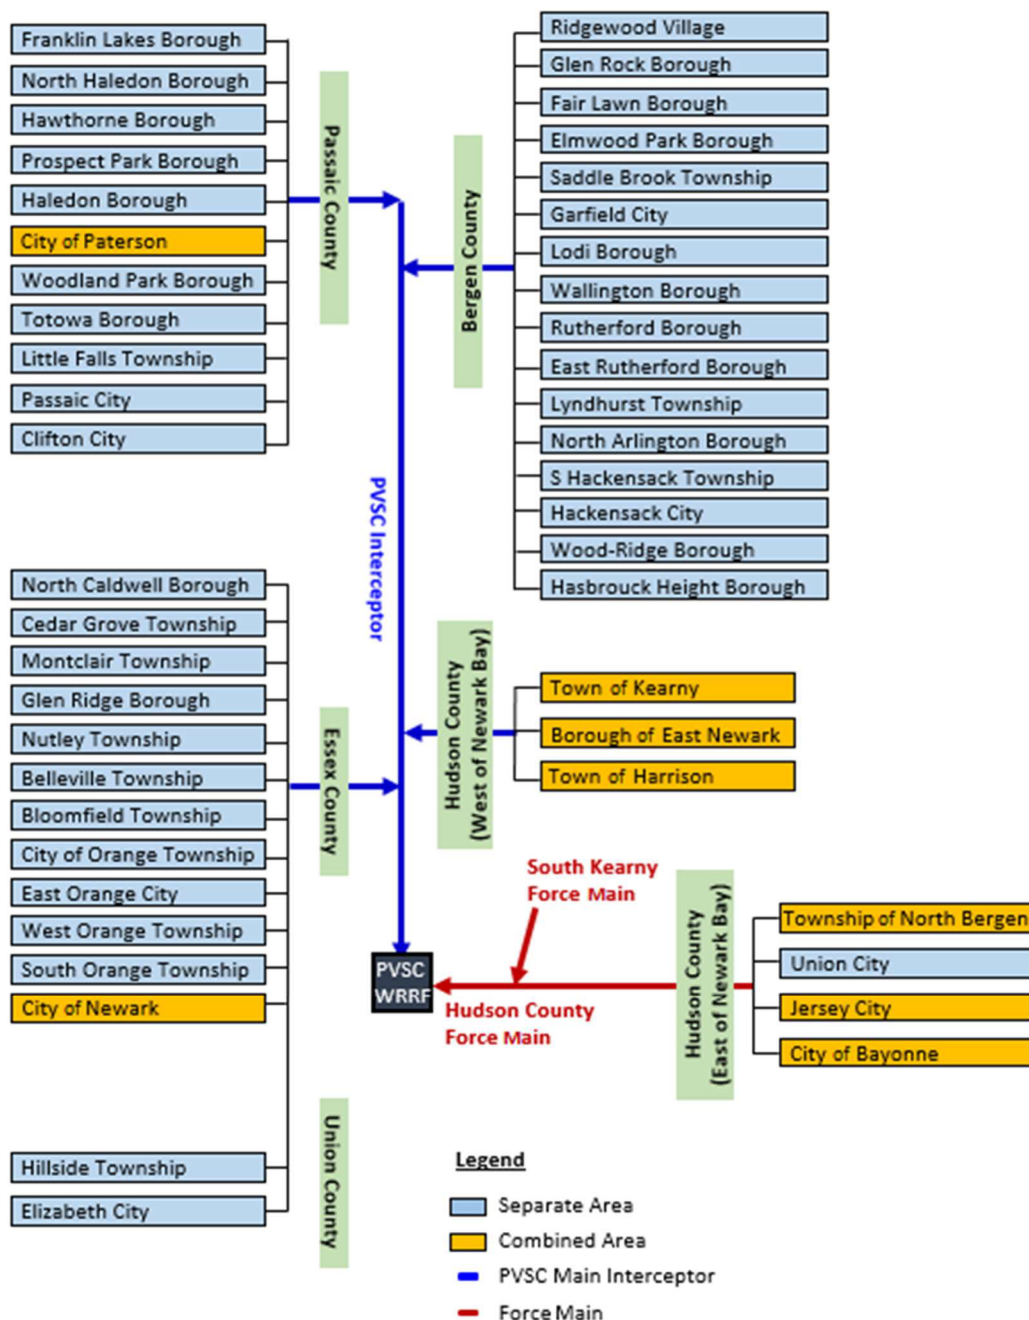 Franklin Lakes Borough
North Haledon Borough
Hawthorne Borough
Prospect Park Borough
Haledon Borough
City of Paterson
Woodland Park Borough
Totowa Borough
Little Falls Township
Passaic City
Clifton City
Passaic County
Bergen County
Ridgewood Village
Glen Rock Borough
Fair Lawn Borough
Elmwood Park Borough
Saddle Brook Township
Garfield City
Lodi Borough
Wallington Borough
Rutherford Borough
East Rutherford Borough
Lyndhurst Township
North Arlington Borough
S Hackensack Township
Hackensack City
Wood-Ridge Borough
Hasbrouck Height Borough
PVSC Interceptor
North Caldwell Borough
Cedar Grove Township
Montclair Township
Glen Ridge Borough
Nutley Township
Belleville Township
Bloomfield Township
City of Orange Township
East Orange City
West Orange Township
South Orange Township
City of Newark
Essex County
Hudson County
(West of Newark Bay)
Town of Kearny
Borough of East Newark
Town of Harrison
South Kearny
Force Main
PVSC
WRRF
Hudson County
Force Main
Hudson County
(East of Newark Bay)
Township of North Bergen
Union City
Jersey City
City of Bayonne
Hillside Township
Elizabeth City
Union County
Legend
Separate Area
Combined Area
PVSC Main Interceptor
Force Main